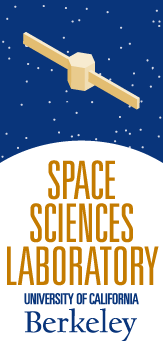 SPACE
SCIENCES
LABORATORY
UNIVERSITY OF CALIFORNIA
Berkeley